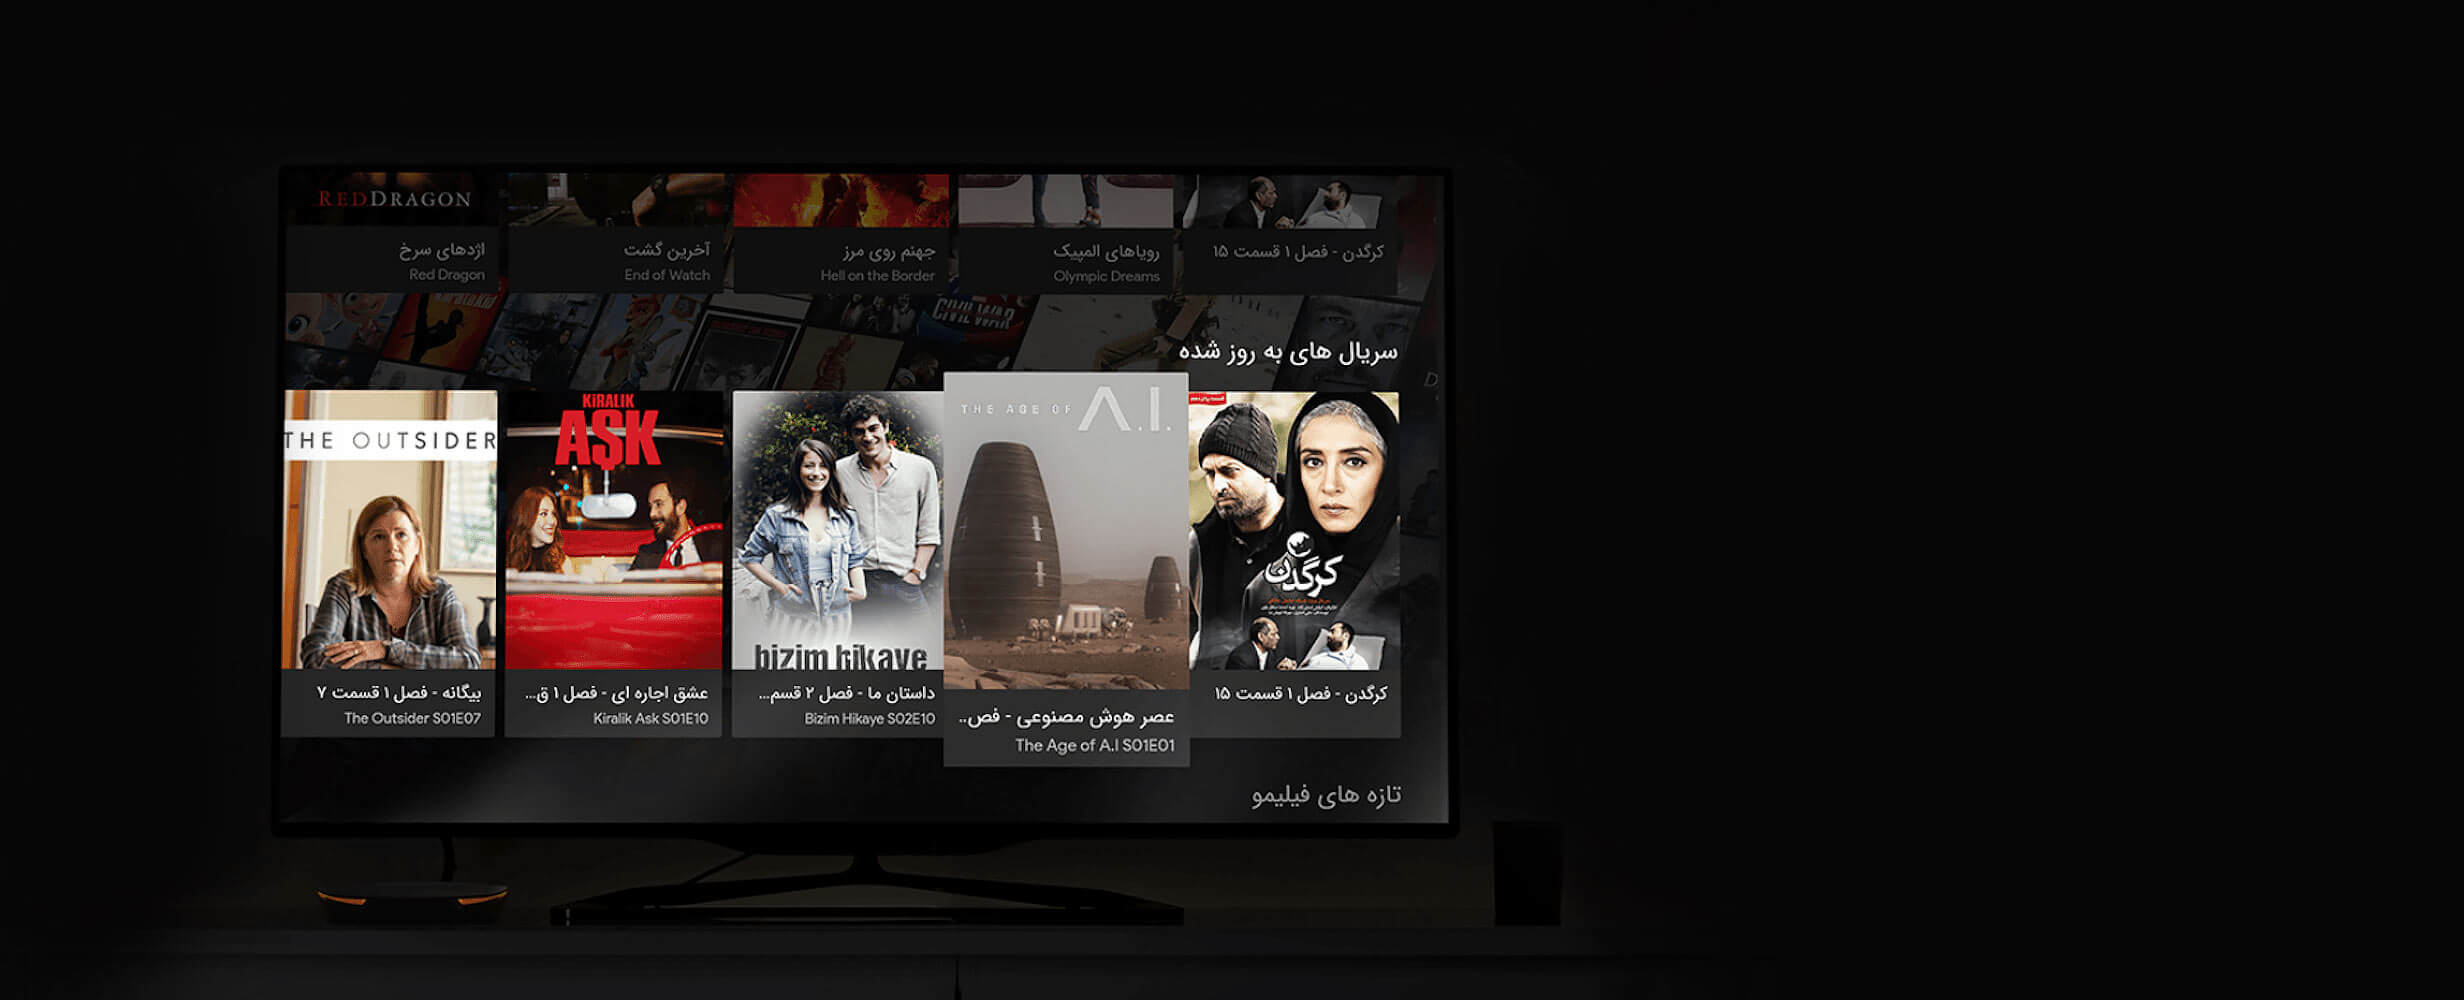 REDDRAGON
کرگدن - فصل ۱ قسمت ۱۵
رویاهای المپیک
Olympic Dreams
جهنم روی مرز
Hell on the Border
آخرین گشت
End of Watch
اژدهای سرخ
Red Dragon
CIVIL WAR
سریال های به روز شده
کرگدن
کرگدن - فصل ۱ قسمت ۱۵
THE AGE OF A.I.
عصر هوش مصنوعی - فص..
The Age of A.I S01E01
bizim hikaye
داستان ما - فصل ۲ قسم...
Bizim Hikaye S02E10
KİRALIK
AŞK
عشق اجاره ای - فصل ۱ ق...
Kiralik Ask S01E10
THE OUTSIDER
بیگانه - فصل ۱ قسمت ۷
The Outsider S01E07
تازه های فیلیمو